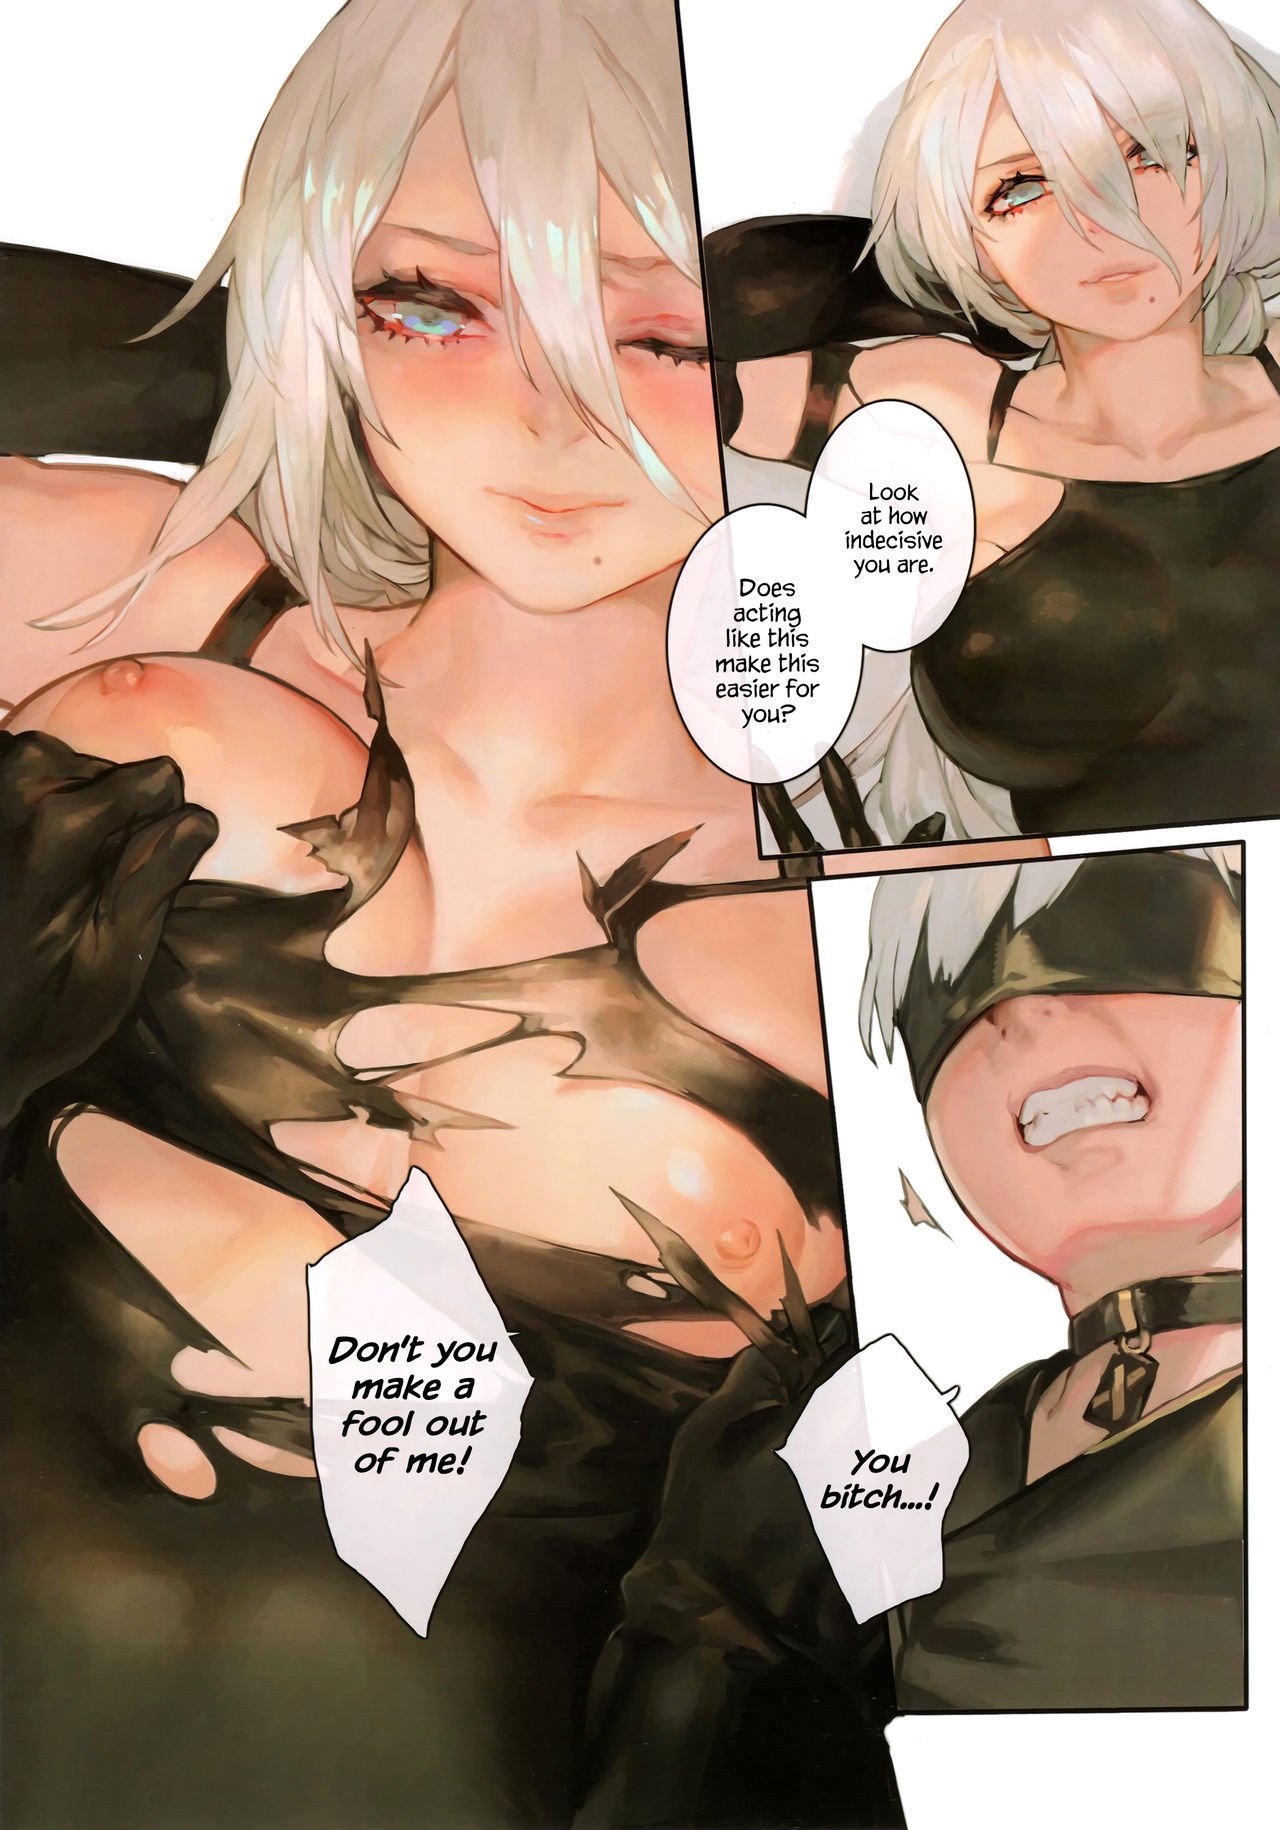 Look
at how
indecisive
you are.
Does
acting
like this
make this
easier for
you?
You
bitch...!
Don't you
make a
fool out
of me!